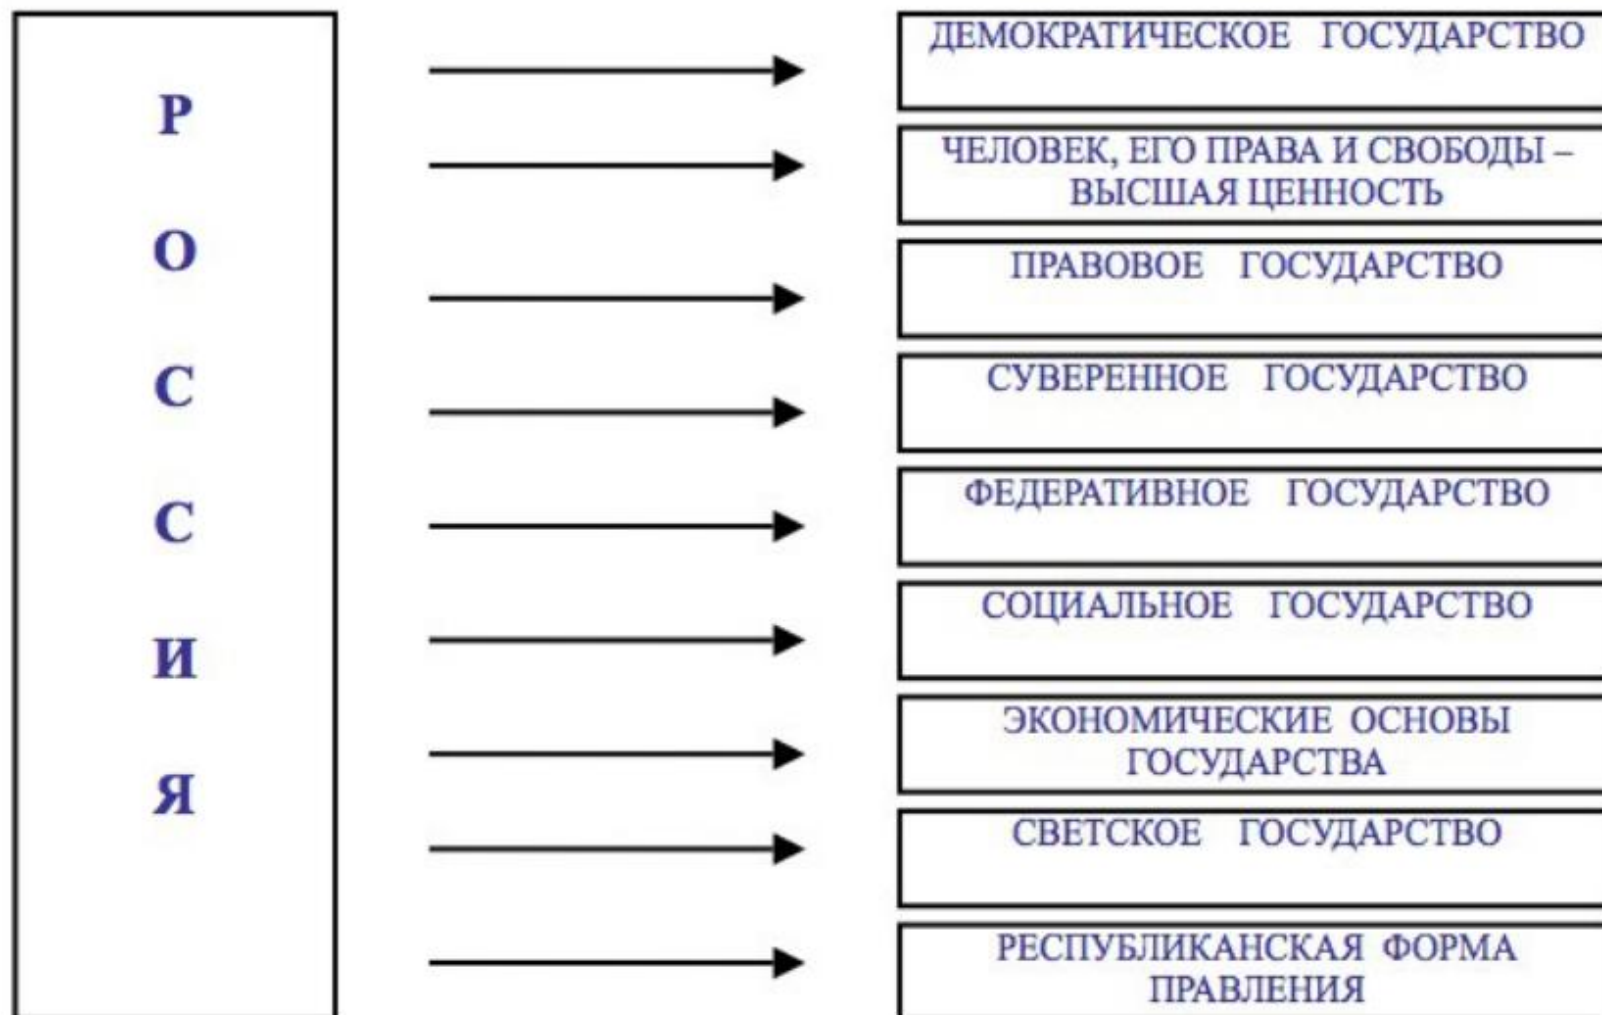 РОССИЯ
ДЕМОКРАТИЧЕСКОЕ ГОСУДАРСТВО
ЧЕЛОВЕК, ЕГО ПРАВА И СВОБОДЫ –
ВЫСШАЯ ЦЕННОСТЬ
ПРАВОВОЕ ГОСУДАРСТВО
СУВЕРЕННОЕ ГОСУДАРСТВО
ФЕДЕРАТИВНОЕ ГОСУДАРСТВО
СОЦИАЛЬНОЕ ГОСУДАРСТВО
ЭКОНОМИЧЕСКИЕ ОСНОВЫ
ГОСУДАРСТВА
СВЕТСКОЕ ГОСУДАРСТВО
РЕСПУБЛИКАНСКАЯ ФОРМА
ПРАВЛЕНИЯ